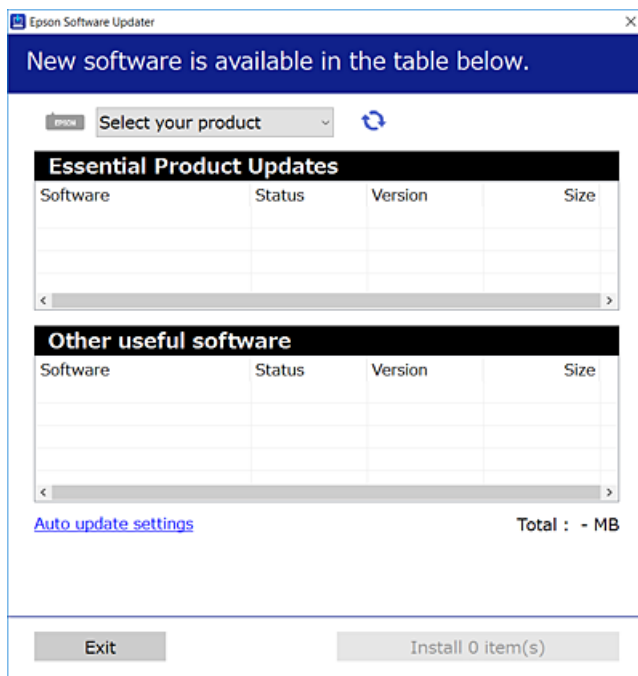 Epson Software Updater
New software is available in the table below.
EPSON Select your product
Essential Product Updates
Software Status Version Size
Other useful software
Software Status Version Size
Auto update settings Total : - MB
Exit Install 0 item(s)